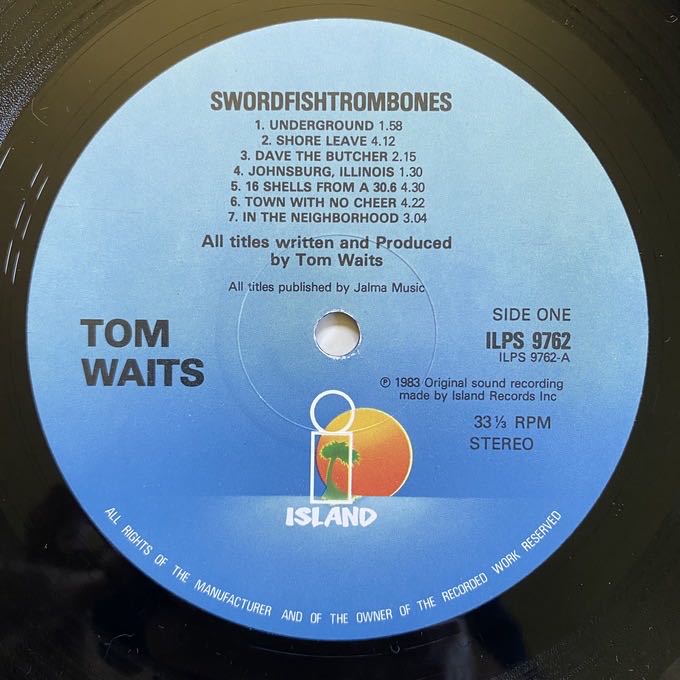 SWORDFISHTROMBONES
1. UNDERGROUND 1.58
2. SHORE LEAVE 4.12
3. DAVE THE BUTCHER 2.15
4. JOHNSBURG, ILLINOIS 1.30
5. 16 SHELLS FROM A 30.6 4.30
6. TOWN WITH NO CHEER 4.22
7. IN THE NEIGHBORHOOD 3.04
All titles written and Produced
by Tom Waits
All titles published by Jalma Music
TOM
WAITS
SIDE ONE
ILPS 9762
ILPS 9762-A
℗ 1983 Original sound recording
made by Island Records Inc
33⅓ RPM
STEREO
i
ISLAND
ALL RIGHTS OF THE MANUFACTURER AND OF THE OWNER OF THE RECORDED WORK RESERVED